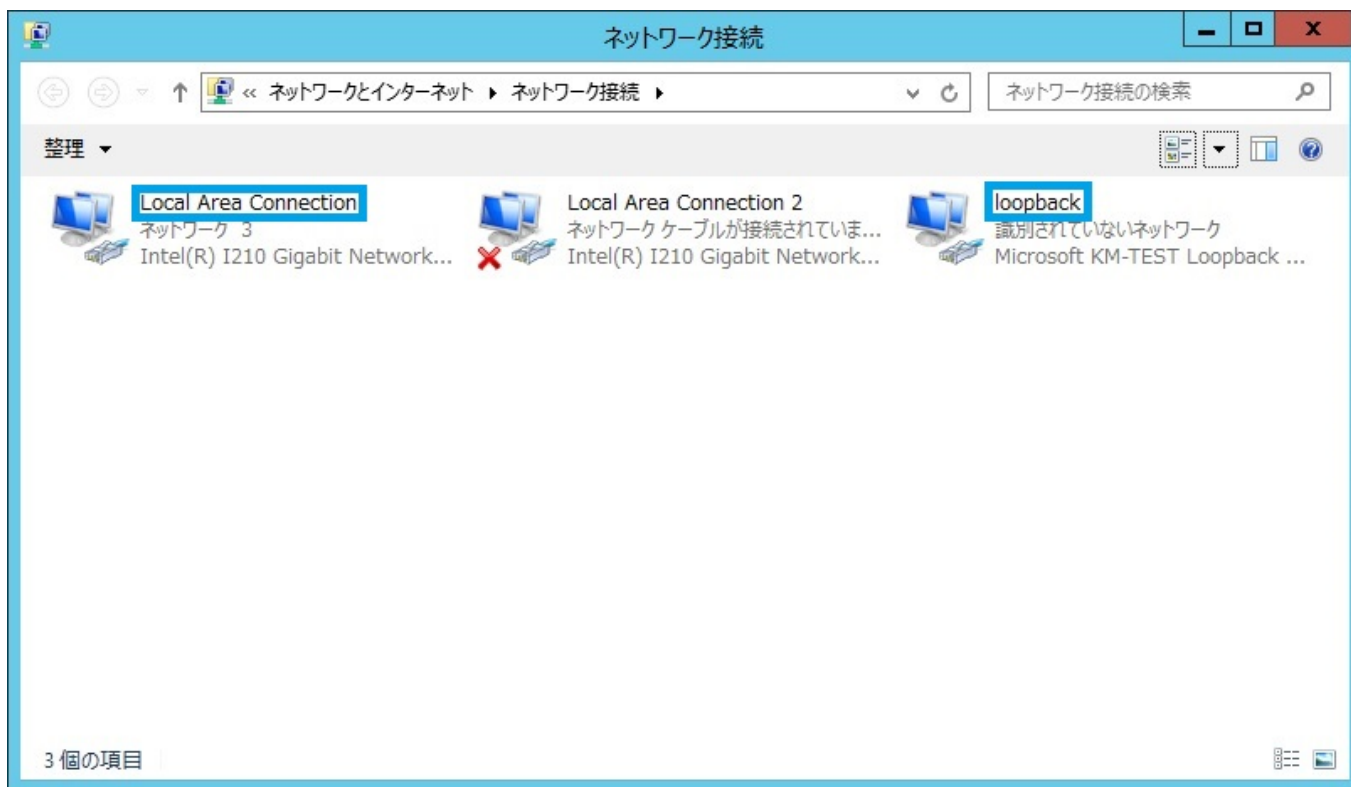 ネットワーク接続
« ネットワークとインターネット ▸ ネットワーク接続 ▸
ネットワーク接続の検索
整理
Local Area Connection
ネットワーク 3
Intel(R) I210 Gigabit Network...
Local Area Connection 2
ネットワーク ケーブルが接続されていま...
Intel(R) I210 Gigabit Network...
loopback
識別されていないネットワーク
Microsoft KM-TEST Loopback ...
3 個の項目